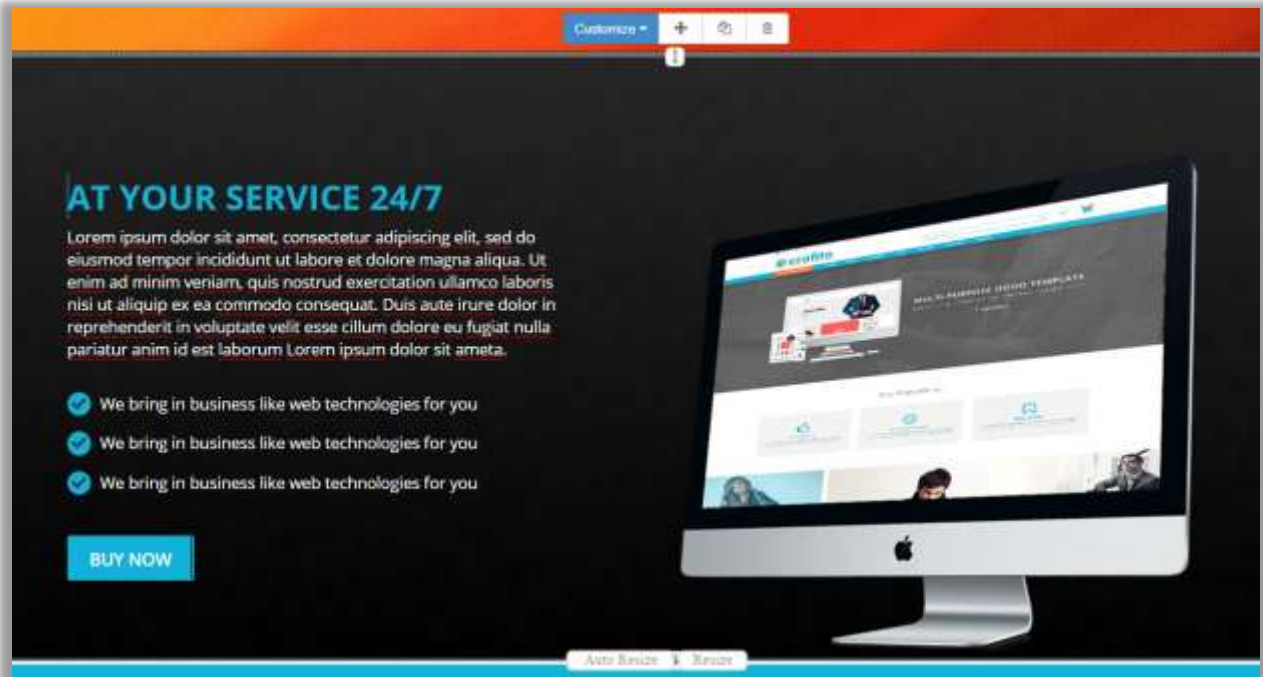 Customize
AT YOUR SERVICE 24/7
Lorem ipsum dolor sit amet, consectetur adipiscing elit, sed do
eiusmod tempor incididunt ut labore et dolore magna aliqua. Ut
enim ad minim veniam, quis nostrud exercitation ullamco laboris
nisi ut aliquip ex ea commodo consequat. Duis aute irure dolor in
reprehenderit in voluptate velit esse cillum dolore eu fugiat nulla
pariatur anim id est laborum Lorem ipsum dolor sit ameta.
MULTI-PURPOSE ODOO TEMPLATE
We bring in business like web technologies for you
We bring in business like web technologies for you
We bring in business like web technologies for you
BUY NOW
Auto Resize Resize